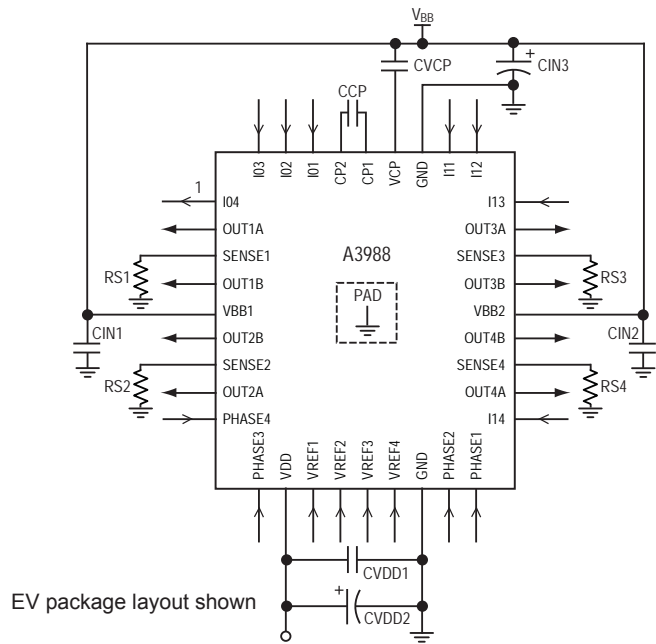 VBB
CVCP
CIN3
+
CCP
I03
I02
I01
CP2
CP1
VCP
GND
I11
I12
1
I04
I13
OUT1A
OUT3A
SENSE1
A3988
SENSE3
RS1
RS3
OUT1B
OUT3B
PAD
VBB1
VBB2
CIN1
OUT2B
OUT4B
CIN2
SENSE2
SENSE4
RS2
RS4
OUT2A
OUT4A
PHASE4
I14
PHASE3
VDD
VREF1
VREF2
VREF3
VREF4
GND
PHASE2
PHASE1
CVDD1
+
CVDD2
EV package layout shown